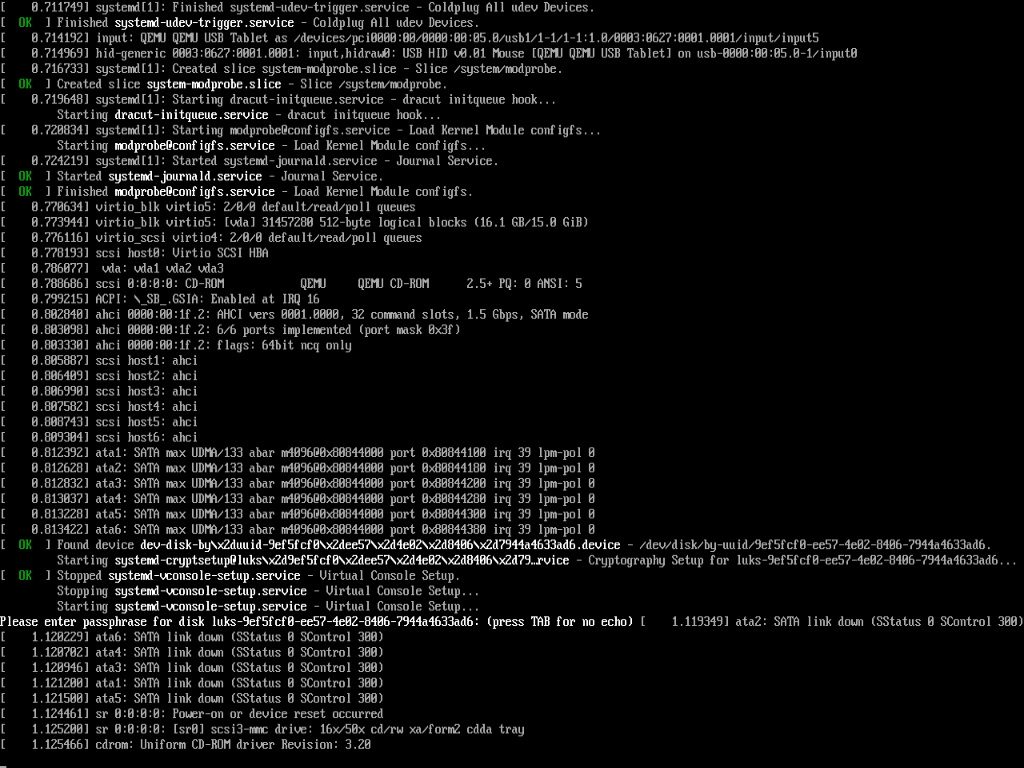 [    0.711749] systemd[1]: Finished systemd-udev-trigger.service - Coldplug All udev Devices.
[  OK  ] Finished systemd-udev-trigger.service - Coldplug All udev Devices.
[    0.714192] input: QEMU QEMU USB Tablet as /devices/pci0000:00/0000:00:05.0/usb1/1-1/1-1:1.0/0003:0627:0001.0001/input/input5
[    0.714969] hid-generic 0003:0627:0001.0001: input,hidraw0: USB HID v0.01 Mouse [QEMU QEMU USB Tablet] on usb-0000:00:05.0-1/input0
[    0.716733] systemd[1]: Created slice system-modprobe.slice - Slice /system/modprobe.
[  OK  ] Created slice system-modprobe.slice - Slice /system/modprobe.
[    0.719648] systemd[1]: Starting dracut-initqueue.service - dracut initqueue hook...
Starting dracut-initqueue.service - dracut initqueue hook...
[    0.720834] systemd[1]: Starting modprobe@configfs.service - Load Kernel Module configfs...
Starting modprobe@configfs.service - Load Kernel Module configfs...
[    0.724219] systemd[1]: Started systemd-journald.service - Journal Service.
[  OK  ] Started systemd-journald.service - Journal Service.
[  OK  ] Finished modprobe@configfs.service - Load Kernel Module configfs.
[    0.770634] virtio_blk virtio5: 2/0/0 default/read/poll queues
[    0.773944] virtio_blk virtio5: [vda] 31457280 512-byte logical blocks (16.1 GB/15.0 GiB)
[    0.776116] virtio_scsi virtio4: 2/0/0 default/read/poll queues
[    0.778193] scsi host0: Virtio SCSI HBA
[    0.786077]  vda: vda1 vda2 vda3
[    0.788686] scsi 0:0:0:0: CD-ROM            QEMU     QEMU CD-ROM      2.5+ PQ: 0 ANSI: 5
[    0.799215] ACPI: \_SB_.GSIA: Enabled at IRQ 16
[    0.802840] ahci 0000:00:1f.2: AHCI vers 0001.0000, 32 command slots, 1.5 Gbps, SATA mode
[    0.803098] ahci 0000:00:1f.2: 6/6 ports implemented (port mask 0x3f)
[    0.803330] ahci 0000:00:1f.2: flags: 64bit ncq only
[    0.805887] scsi host1: ahci
[    0.806409] scsi host2: ahci
[    0.806990] scsi host3: ahci
[    0.807582] scsi host4: ahci
[    0.808743] scsi host5: ahci
[    0.809304] scsi host6: ahci
[    0.812392] ata1: SATA max UDMA/133 abar m4096@0x80844000 port 0x80844100 irq 39 lpm-pol 0
[    0.812628] ata2: SATA max UDMA/133 abar m4096@0x80844000 port 0x80844180 irq 39 lpm-pol 0
[    0.812832] ata3: SATA max UDMA/133 abar m4096@0x80844000 port 0x80844200 irq 39 lpm-pol 0
[    0.813037] ata4: SATA max UDMA/133 abar m4096@0x80844000 port 0x80844280 irq 39 lpm-pol 0
[    0.813228] ata5: SATA max UDMA/133 abar m4096@0x80844000 port 0x80844300 irq 39 lpm-pol 0
[    0.813422] ata6: SATA max UDMA/133 abar m4096@0x80844000 port 0x80844380 irq 39 lpm-pol 0
[  OK  ] Found device dev-disk-by\x2duuid-9ef5fcf0\x2dee57\x2d4e02\x2d8406\x2d7944a4633ad6.device - /dev/disk/by-uuid/9ef5fcf0-ee57-4e02-8406-7944a4633ad6.
Starting systemd-cryptsetup@luks\x2d9ef5fcf0\x2dee57\x2d4e02\x2d8406\x2d79…rvice - Cryptography Setup for luks-9ef5fcf0-ee57-4e02-8406-7944a4633ad6...
[  OK  ] Stopped systemd-vconsole-setup.service - Virtual Console Setup.
Stopping systemd-vconsole-setup.service - Virtual Console Setup...
Starting systemd-vconsole-setup.service - Virtual Console Setup...
Please enter passphrase for disk luks-9ef5fcf0-ee57-4e02-8406-7944a4633ad6: (press TAB for no echo) [    1.119349] ata2: SATA link down (SStatus 0 SControl 300)
[    1.120229] ata6: SATA link down (SStatus 0 SControl 300)
[    1.120702] ata4: SATA link down (SStatus 0 SControl 300)
[    1.120946] ata3: SATA link down (SStatus 0 SControl 300)
[    1.121200] ata1: SATA link down (SStatus 0 SControl 300)
[    1.121500] ata5: SATA link down (SStatus 0 SControl 300)
[    1.124461] sr 0:0:0:0: Power-on or device reset occurred
[    1.125200] sr 0:0:0:0: [sr0] scsi3-mmc drive: 16x/50x cd/rw xa/form2 cdda tray
[    1.125466] cdrom: Uniform CD-ROM driver Revision: 3.20